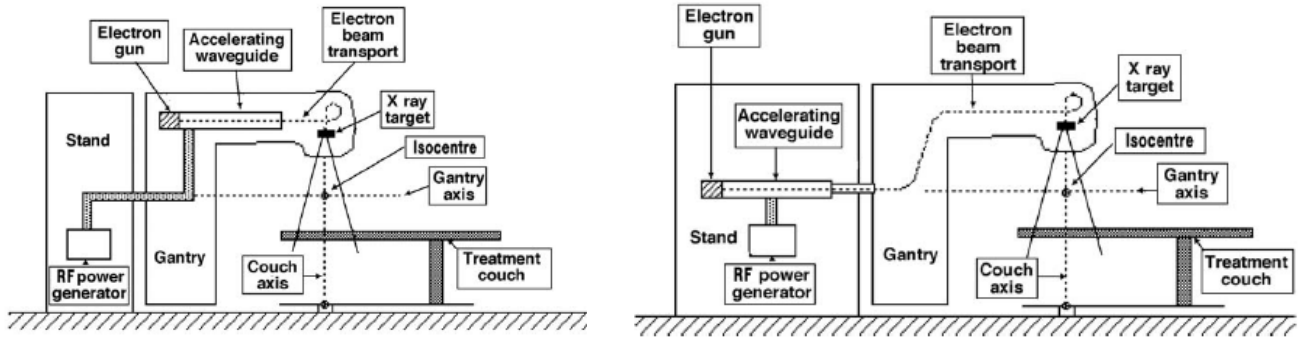 Electron
gun
Accelerating
waveguide
Electron
beam
transport
X ray
target
Stand
Isocentre
Gantry
axis
Gantry
Couch
axis
Treatment
couch
RF power
generator
Electron
gun
Electron
beam
transport
X ray
target
Accelerating
waveguide
Isocentre
Gantry
axis
Stand
Gantry
RF power
generator
Couch
axis
Treatment
couch